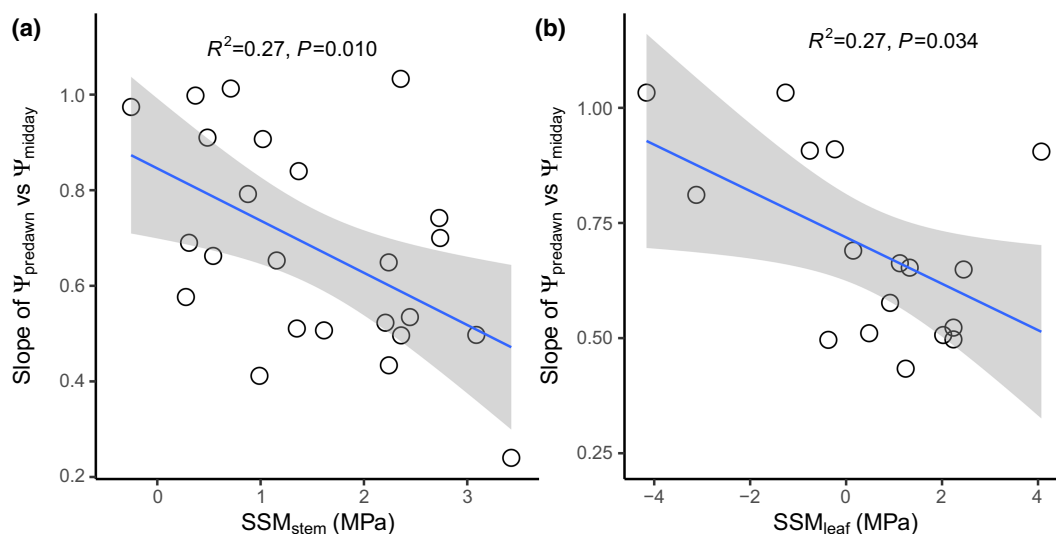 (a)
R²=0.27, P=0.010
Slope of Ψpredawn vs Ψmidday
1.0
0.8
0.6
0.4
0.2
0 1 2 3
SSMstem (MPa)
(b)
R²=0.27, P=0.034
Slope of Ψpredawn vs Ψmidday
1.00
0.75
0.50
0.25
−4 −2 0 2 4
SSMleaf (MPa)